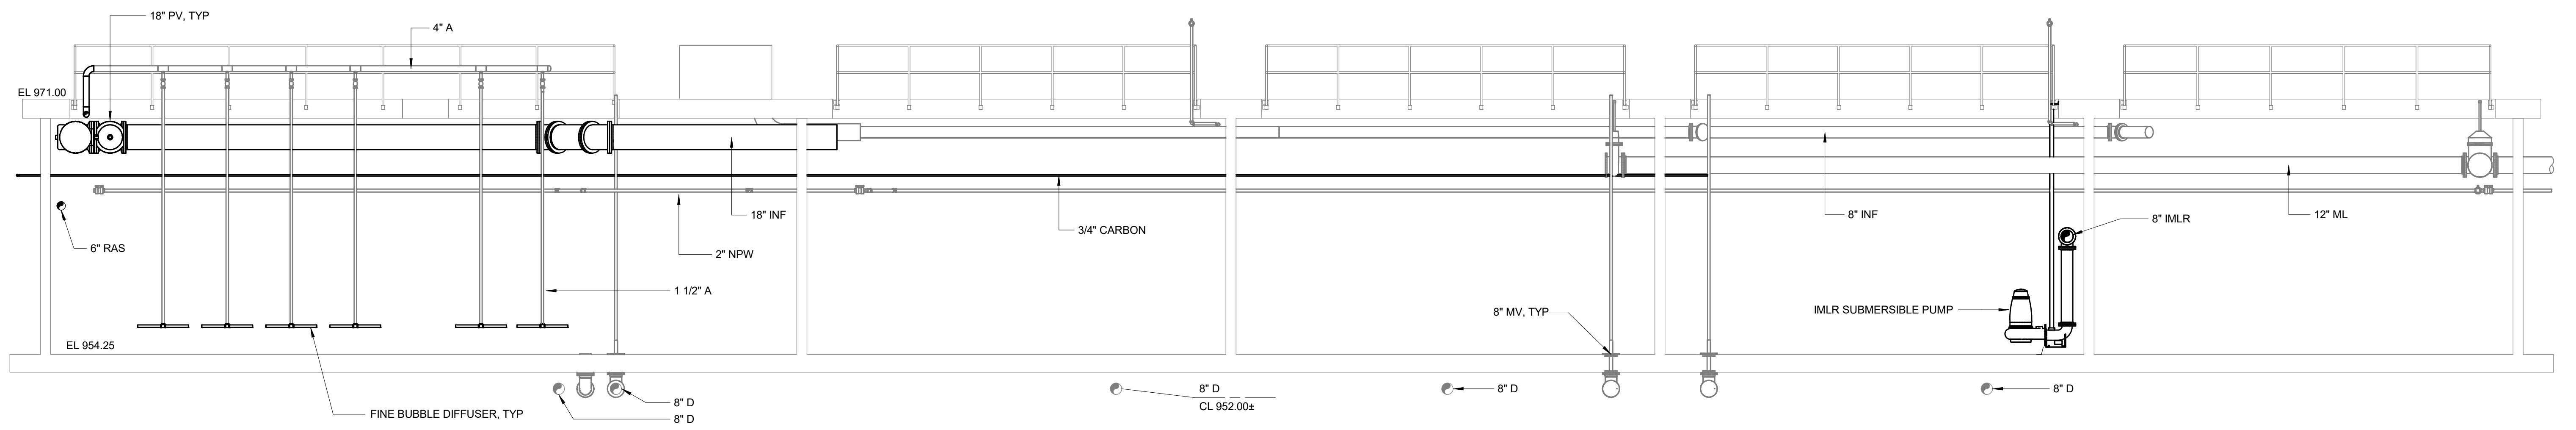 18" PV, TYP
4" A
EL 971.00
18" INF
8" INF
12" ML
8" IMLR
3/4" CARBON
6" RAS
2" NPW
1 1/2" A
8" MV, TYP
IMLR SUBMERSIBLE PUMP
EL 954.25
8" D
8" D
8" D
8" D
CL 952.00±
FINE BUBBLE DIFFUSER, TYP
8" D